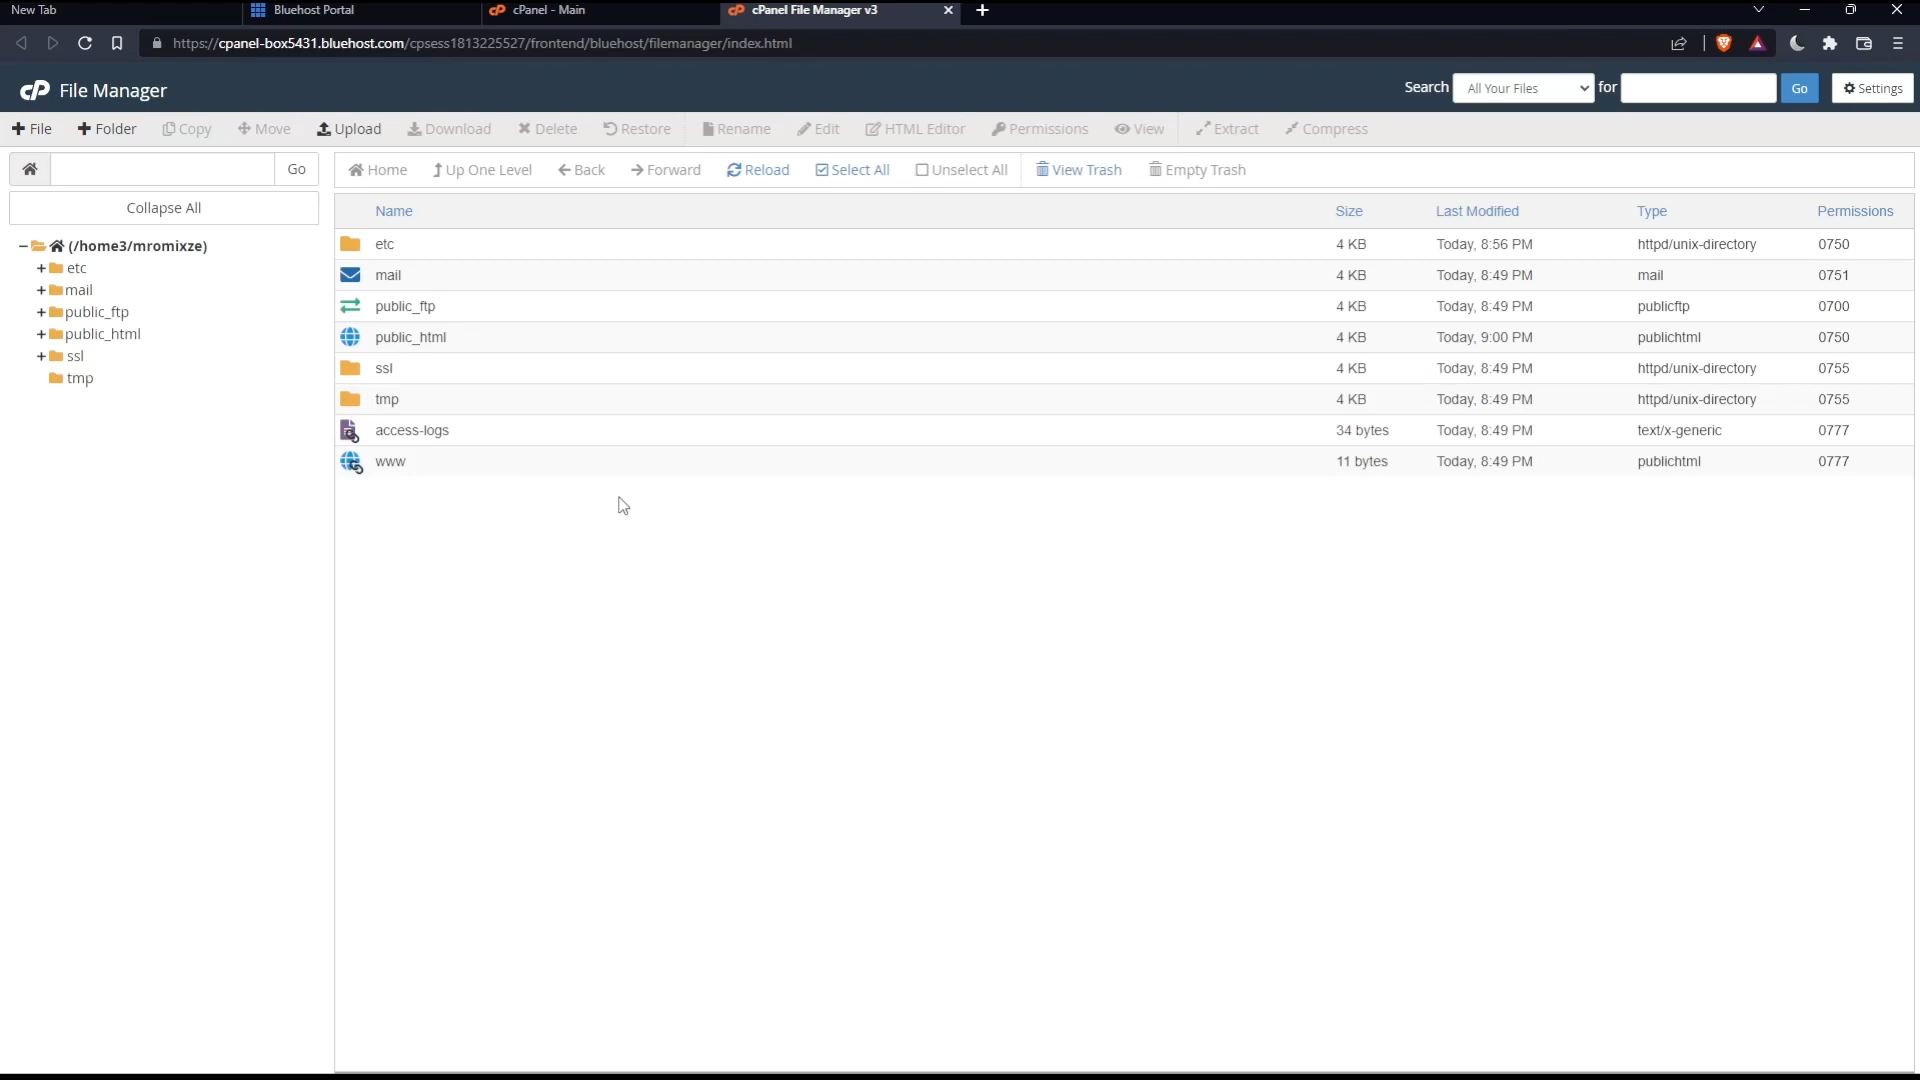 New Tab
Bluehost Portal
cPanel - Main
cPanel File Manager v3
https://cpanel-box5431.bluehost.com/cpsess1813225527/frontend/bluehost/filemanager/index.html
cP File Manager
Search All Your Files for Go Settings
File Folder Copy Move Upload Download Delete Restore Rename Edit HTML Editor Permissions View Extract Compress
Go
Home Up One Level Back Forward Reload Select All Unselect All View Trash Empty Trash
Collapse All
(/home3/mromixze)
etc
mail
public_ftp
public_html
ssl
tmp
Name Size Last Modified Type Permissions
etc 4 KB Today, 8:56 PM httpd/unix-directory 0750
mail 4 KB Today, 8:49 PM mail 0751
public_ftp 4 KB Today, 8:49 PM publicftp 0700
public_html 4 KB Today, 9:00 PM publichtml 0750
ssl 4 KB Today, 8:49 PM httpd/unix-directory 0755
tmp 4 KB Today, 8:49 PM httpd/unix-directory 0755
access-logs 34 bytes Today, 8:49 PM text/x-generic 0777
www 11 bytes Today, 8:49 PM publichtml 0777